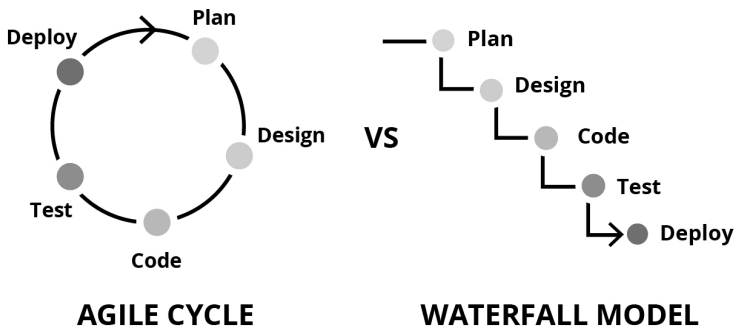 Plan
Deploy
Design
Test
Code
AGILE CYCLE
VS
Plan
Design
Code
Test
Deploy
WATERFALL MODEL